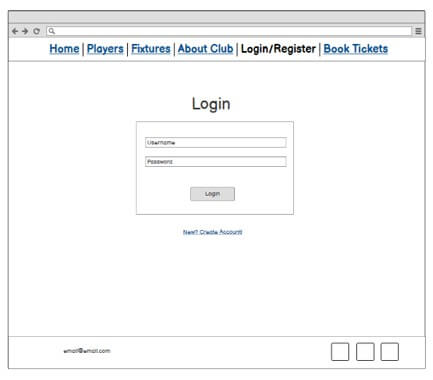 Home | Players | Fixtures | About Club | Login/Register | Book Tickets
Login
Username
Password
Login
New? Create Account!
email@email.com